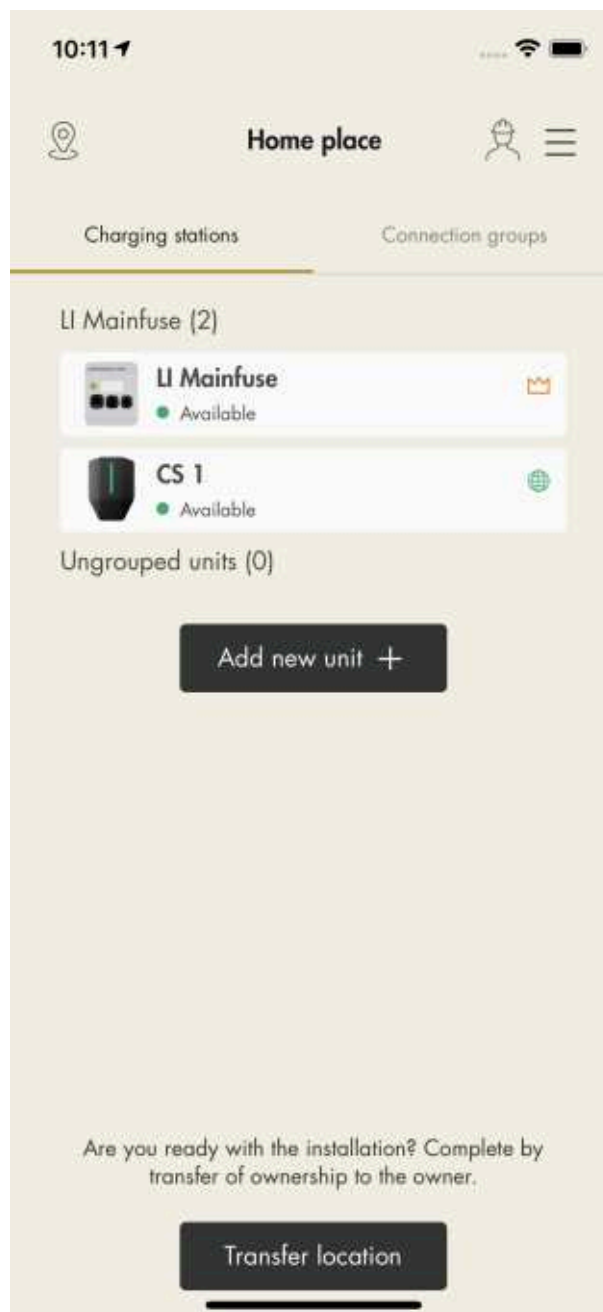 10:11
Home place
Charging stations
Connection groups
LI Mainfuse (2)
LI Mainfuse
Available
CS 1
Available
Ungrouped units (0)
Add new unit +
Are you ready with the installation? Complete by
transfer of ownership to the owner.
Transfer location